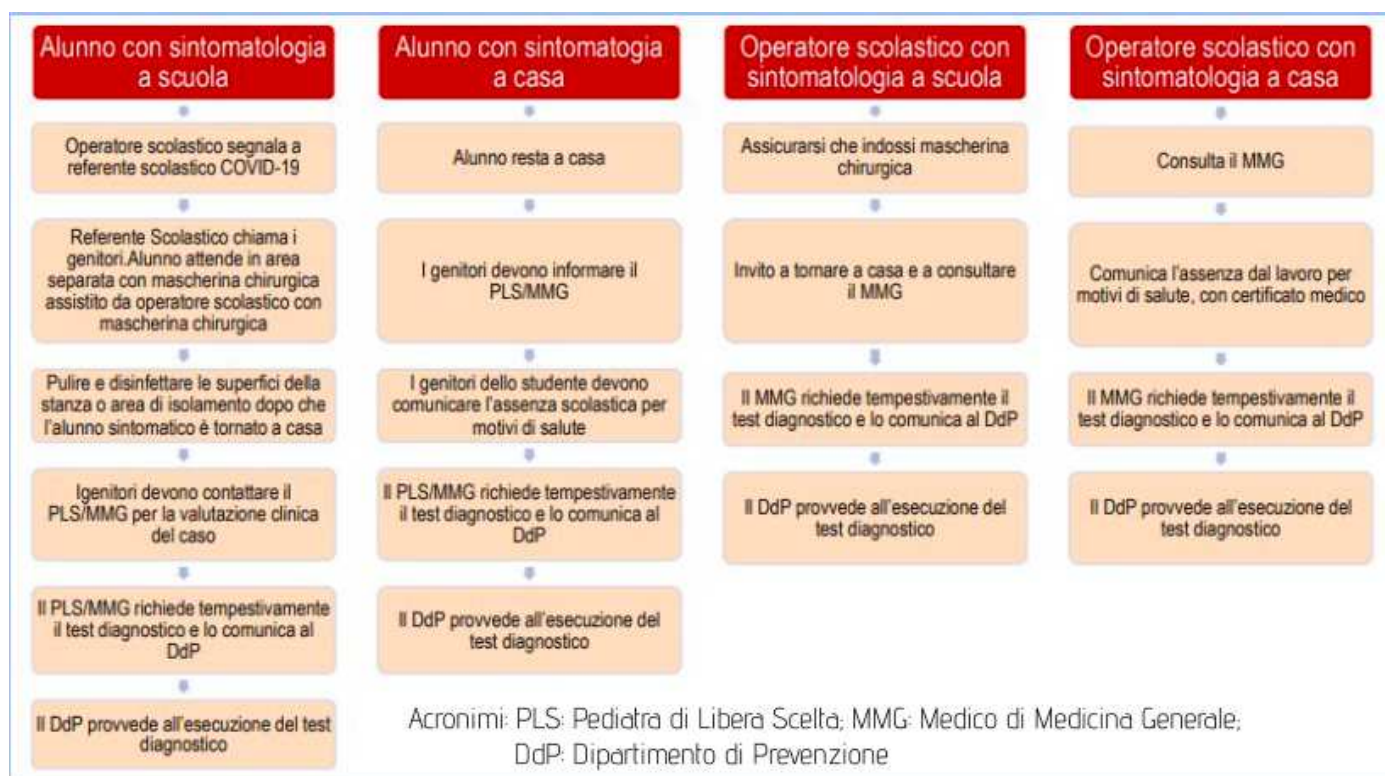 Alunno con sintomatologia
a scuola
Operatore scolastico segnala a
referente scolastico COVID-19
Referente Scolastico chiama i
genitori.Alunno attende in area
separata con mascherina chirurgica
assistito da operatore scolastico con
mascherina chirurgica
Pulire e disinfettare le superfici della
stanza o area di isolamento dopo che
l'alunno sintomatico è tornato a casa
Igenitori devono contattare il
PLS/MMG per la valutazione clinica
del caso
Il PLS/MMG richiede tempestivamente
il test diagnostico e lo comunica al
DdP
Il DdP provvede all'esecuzione del test
diagnostico
Alunno con sintomatogia
a casa
Alunno resta a casa
I genitori devono informare il
PLS/MMG
I genitori dello studente devono
comunicare l'assenza scolastica per
motivi di salute
Il PLS/MMG richiede tempestivamente
il test diagnostico e lo comunica al
DdP
Il DdP provvede all'esecuzione del
test diagnostico
Operatore scolastico con
sintomatologia a scuola
Assicurarsi che indossi mascherina
chirurgica
Invito a tornare a casa e a consultare
il MMG
Il MMG richiede tempestivamente il
test diagnostico e lo comunica al DdP
Il DdP provvede all'esecuzione del
test diagnostico
Operatore scolastico con
sintomatologia a casa
Consulta il MMG
Comunica l'assenza dal lavoro per
motivi di salute, con certificato medico
Il MMG richiede tempestivamente il
test diagnostico e lo comunica al DdP
Il DdP provvede all'esecuzione del
test diagnostico
Acronimi: PLS: Pediatra di Libera Scelta; MMG: Medico di Medicina Generale;
DdP: Dipartimento di Prevenzione